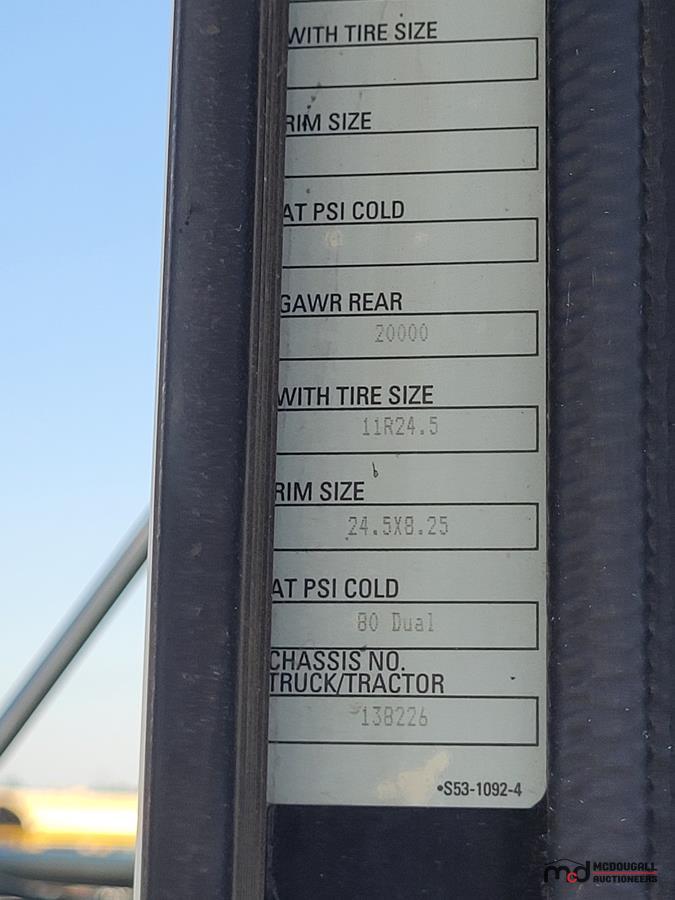 WITH TIRE SIZE
RIM SIZE
AT PSI COLD
GAWR REAR
20000
WITH TIRE SIZE
11R24.5
RIM SIZE
24.5X8.25
AT PSI COLD
80 Dual
CHASSIS NO.
TRUCK/TRACTOR
138226
•S53-1092-4
mcd MCDOUGALL
AUCTIONEERS